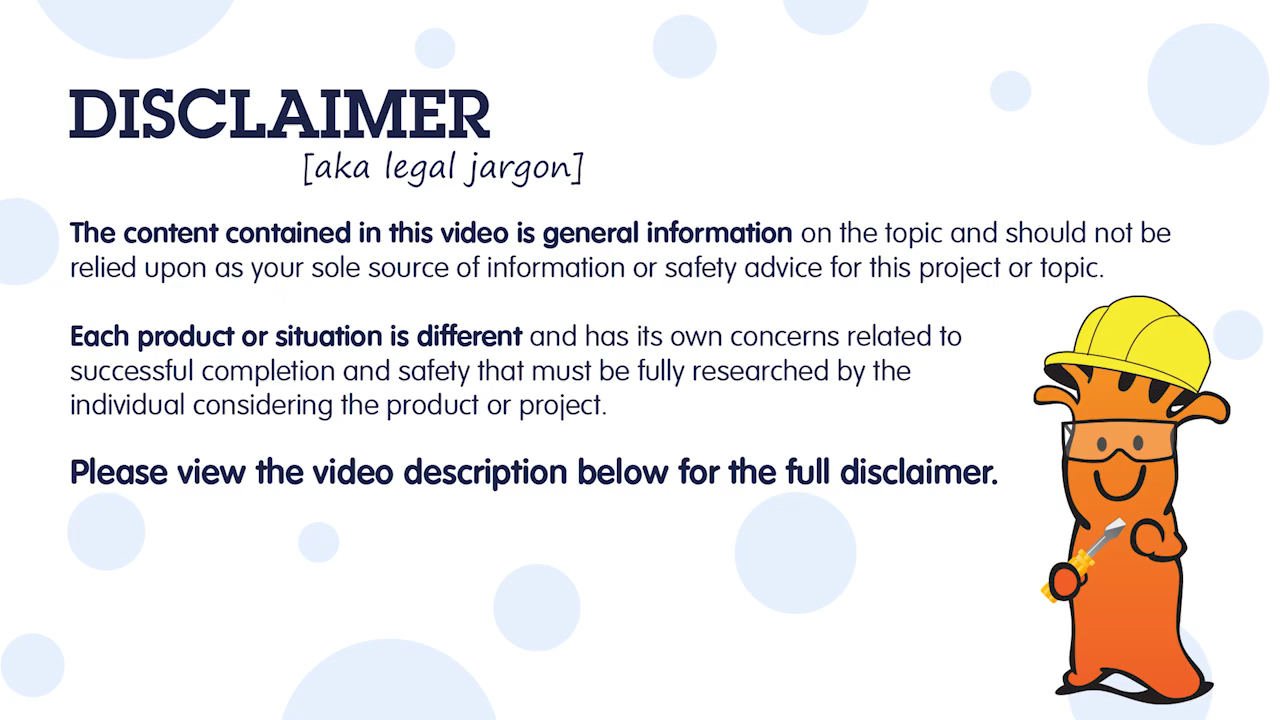 DISCLAIMER
[aka legal jargon]
The content contained in this video is general information on the topic and should not be
relied upon as your sole source of information or safety advice for this project or topic.
Each product or situation is different and has its own concerns related to
successful completion and safety that must be fully researched by the
individual considering the product or project.
Please view the video description below for the full disclaimer.